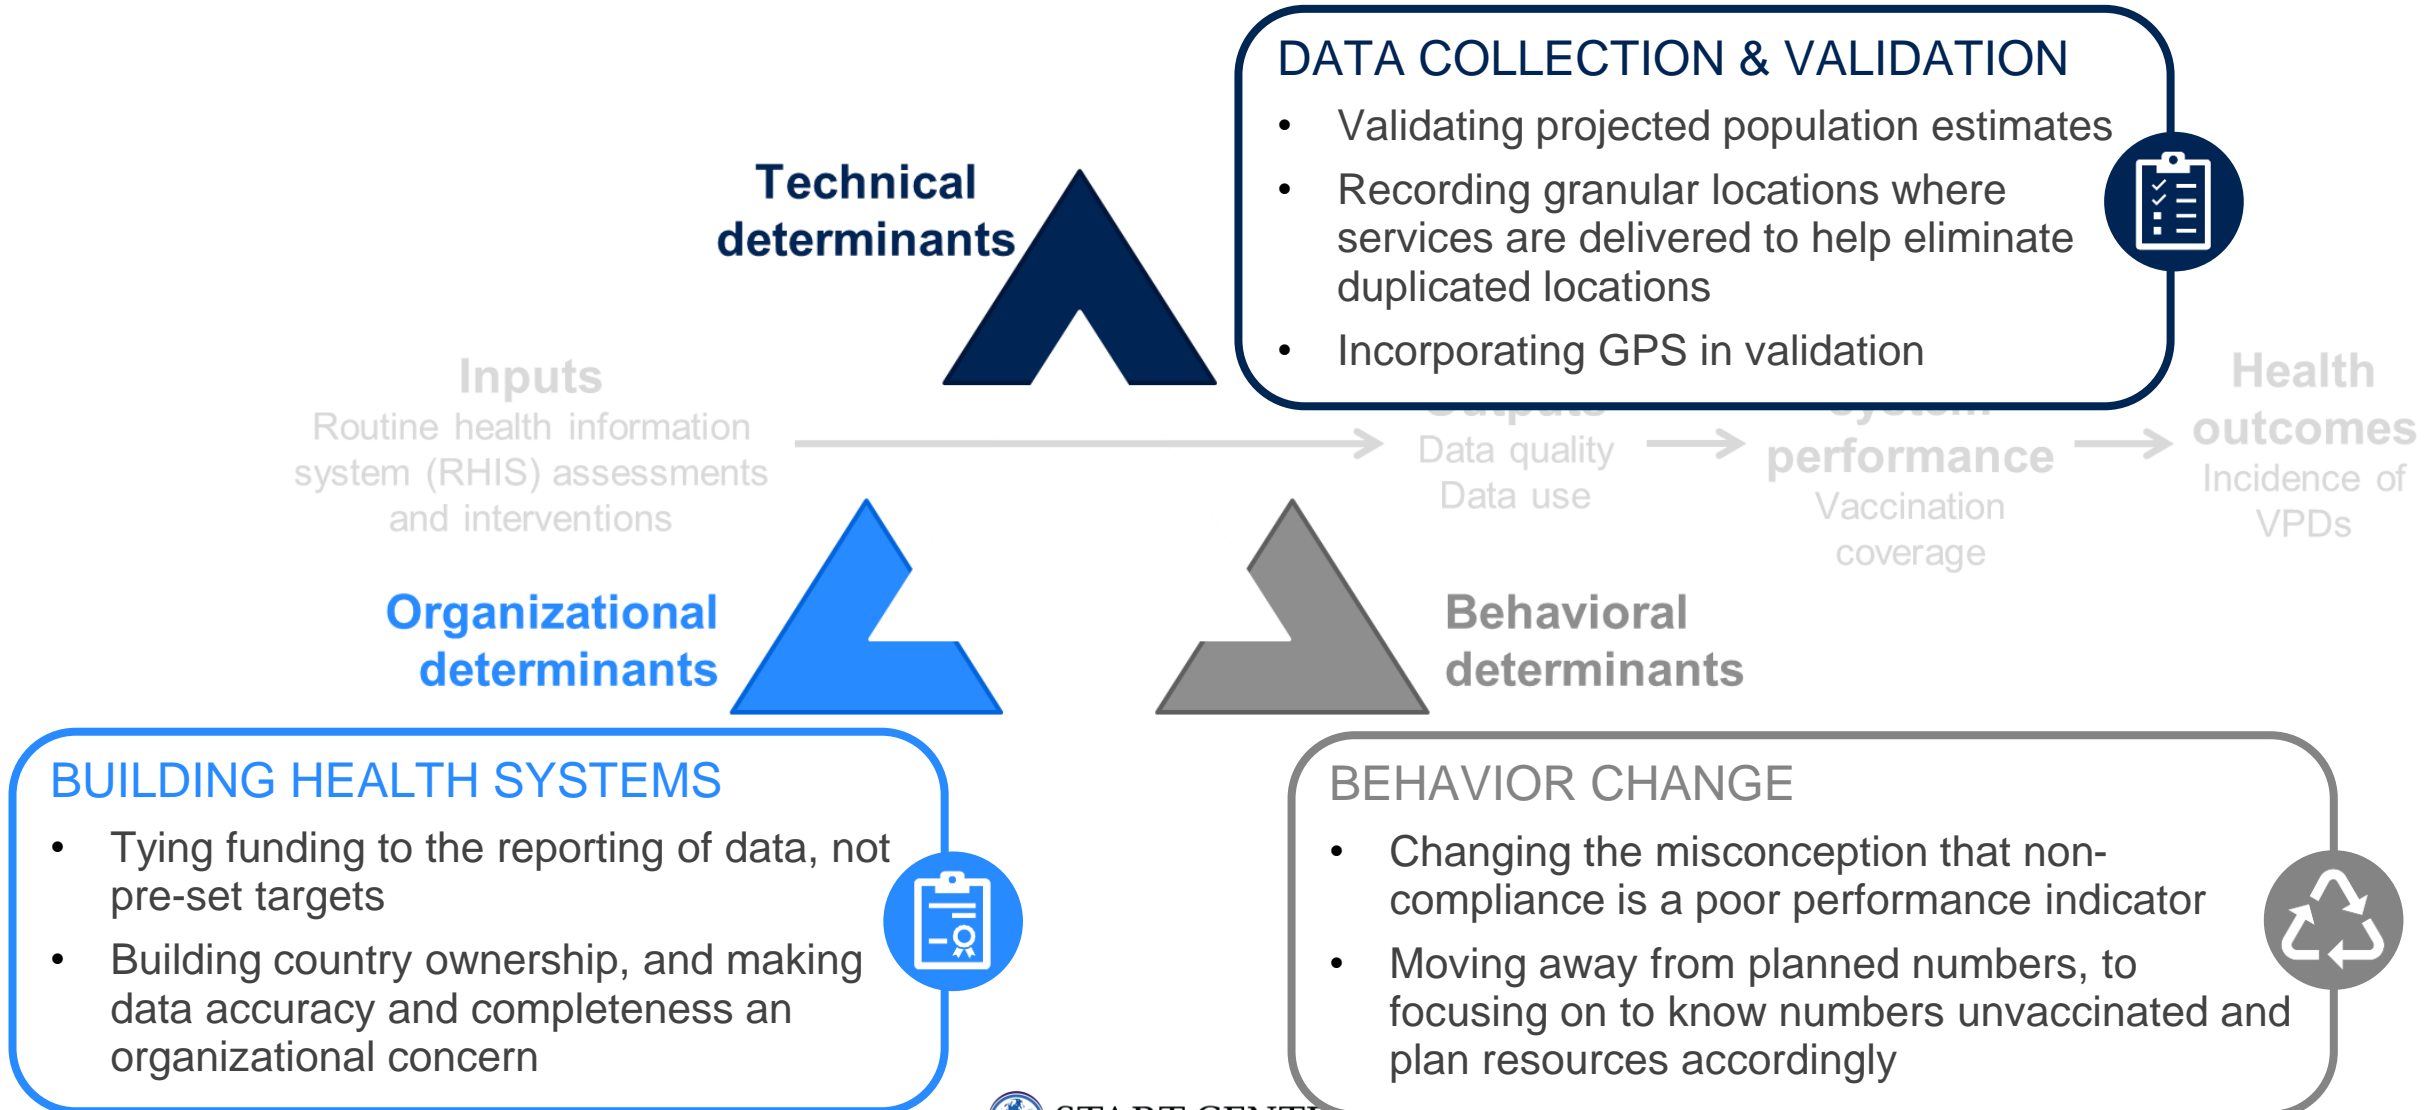 DATA COLLECTION & VALIDATION
• Validating projected population estimates
• Recording granular locations where
services are delivered to help eliminate
duplicated locations
• Incorporating GPS in validation
Technical
determinants
Inputs
Routine health information
system (RHIS) assessments
and interventions
Outputs
Data quality
Data use
system
performance
Vaccination
coverage
Health
outcomes
Incidence of
VPDs
Organizational
determinants
Behavioral
determinants
BUILDING HEALTH SYSTEMS
• Tying funding to the reporting of data, not
pre-set targets
• Building country ownership, and making
data accuracy and completeness an
organizational concern
BEHAVIOR CHANGE
• Changing the misconception that non-
compliance is a poor performance indicator
• Moving away from planned numbers, to
focusing on to know numbers unvaccinated and
plan resources accordingly
START